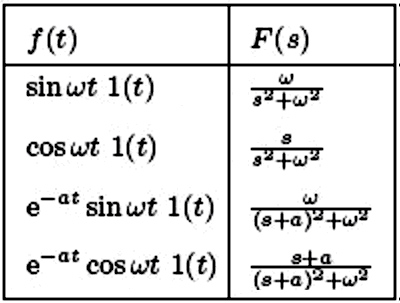 f(t) F(s)
sin ωt 1(t) ω/(s²+ω²)
cos ωt 1(t) s/(s²+ω²)
e⁻ᵃᵗ sin ωt 1(t) ω/((s+a)²+ω²)
e⁻ᵃᵗ cos ωt 1(t) (s+a)/((s+a)²+ω²)